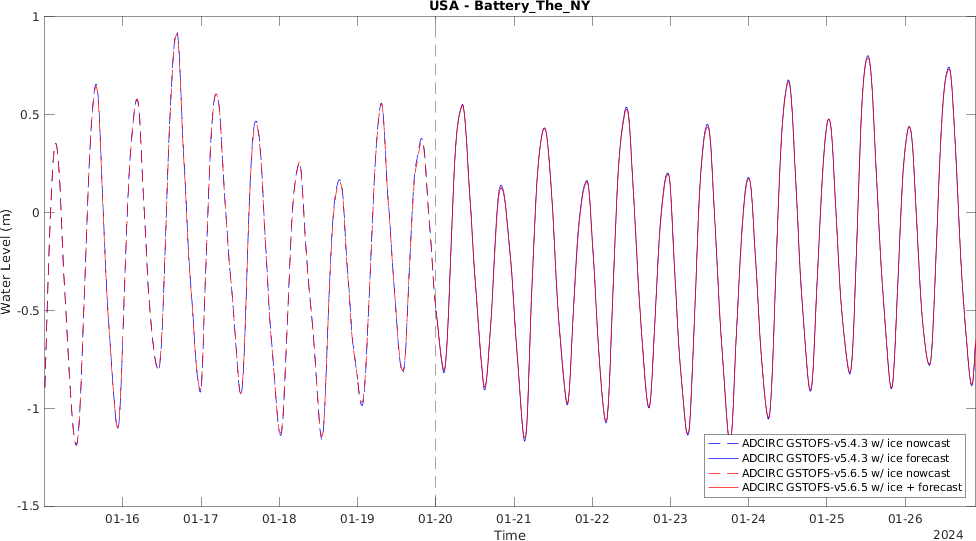 USA - Battery_The_NY
1
0.5
0
-0.5
-1
-1.5
Water Level (m)
01-16 01-17 01-18 01-19 01-20 01-21 01-22 01-23 01-24 01-25 01-26
Time
2024
ADCIRC GSTOFS-v5.4.3 w/ ice nowcast
ADCIRC GSTOFS-v5.4.3 w/ ice forecast
ADCIRC GSTOFS-v5.6.5 w/ ice nowcast
ADCIRC GSTOFS-v5.6.5 w/ ice + forecast